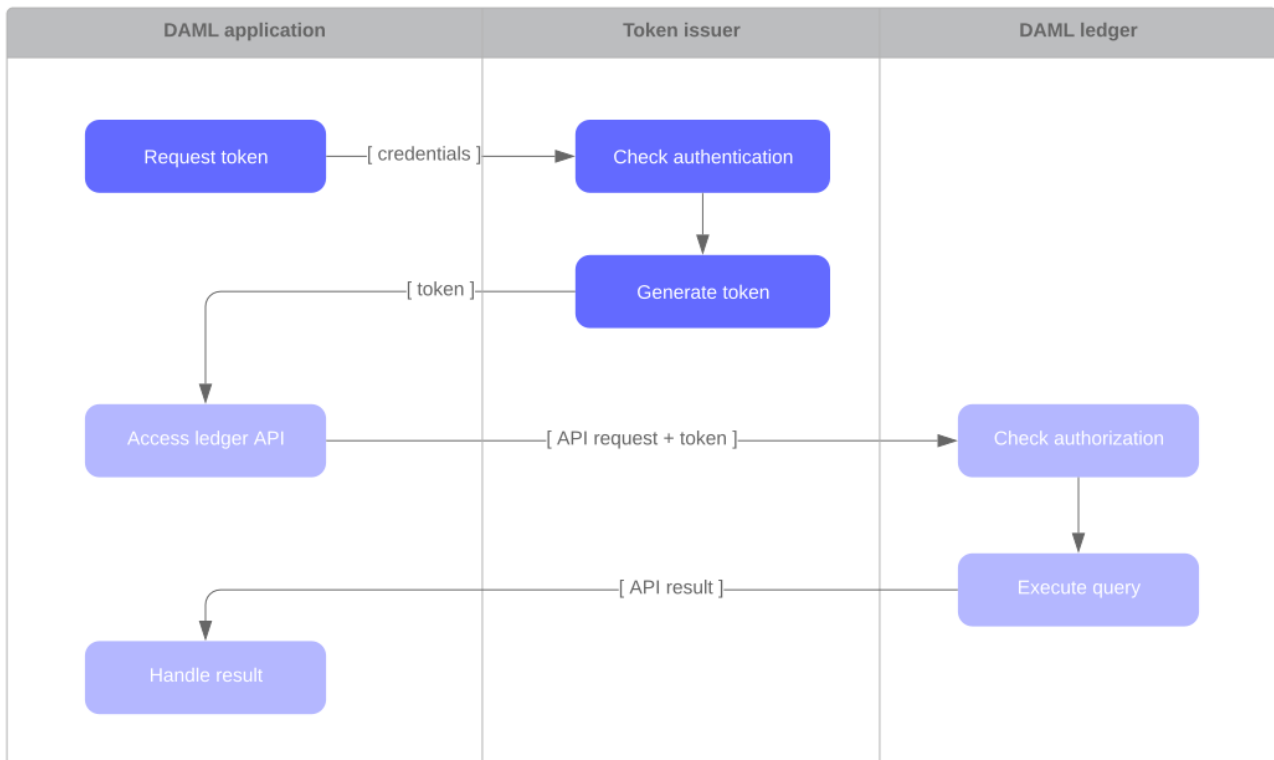 DAML application
Token issuer
DAML ledger
Request token
[ credentials ]
Check authentication
[ token ]
Generate token
Access ledger API
[ API request + token ]
Check authorization
[ API result ]
Execute query
Handle result